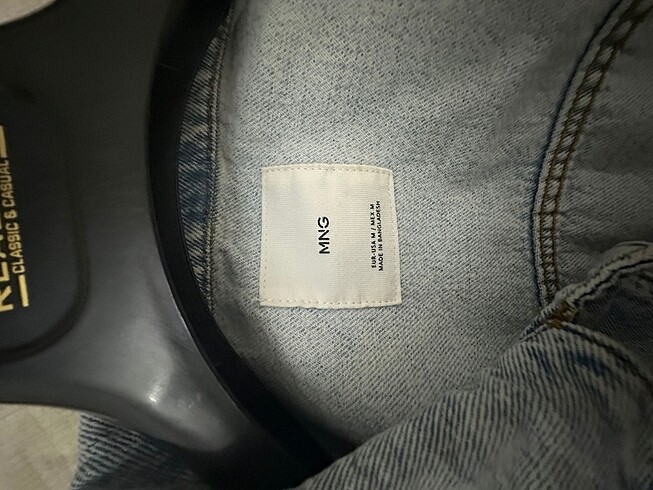 MNG
EUR-USA M / MEX M
MADE IN BANGLADESH
CLASSIC & CASUAL